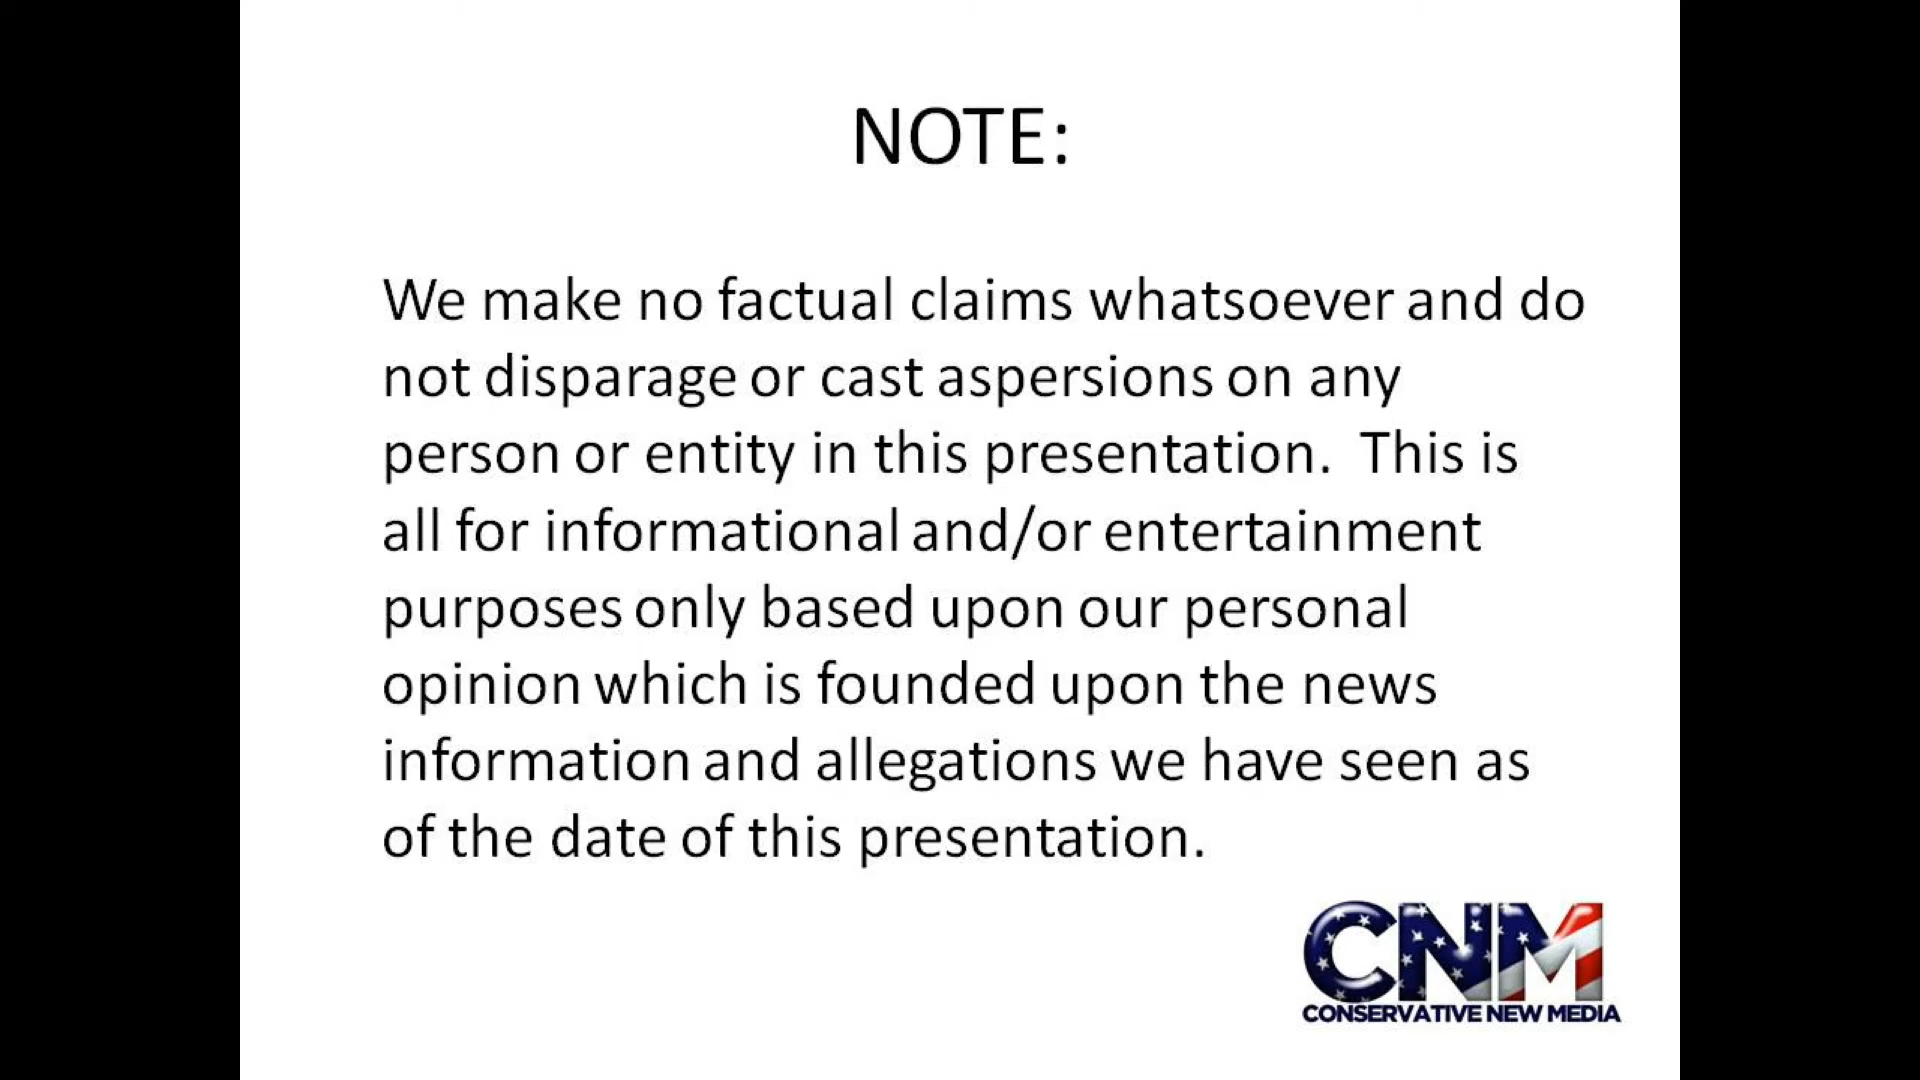 NOTE:
We make no factual claims whatsoever and do
not disparage or cast aspersions on any
person or entity in this presentation.  This is
all for informational and/or entertainment
purposes only based upon our personal
opinion which is founded upon the news
information and allegations we have seen as
of the date of this presentation.
CNM
CONSERVATIVE NEW MEDIA